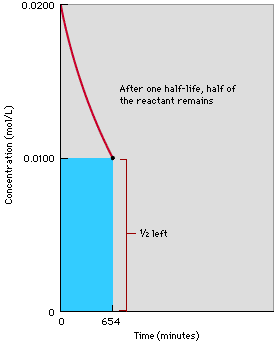 0.0200
After one half-life, half of
the reactant remains
Concentration (mol/L)
0.0100
½ left
0
0
654
Time (minutes)